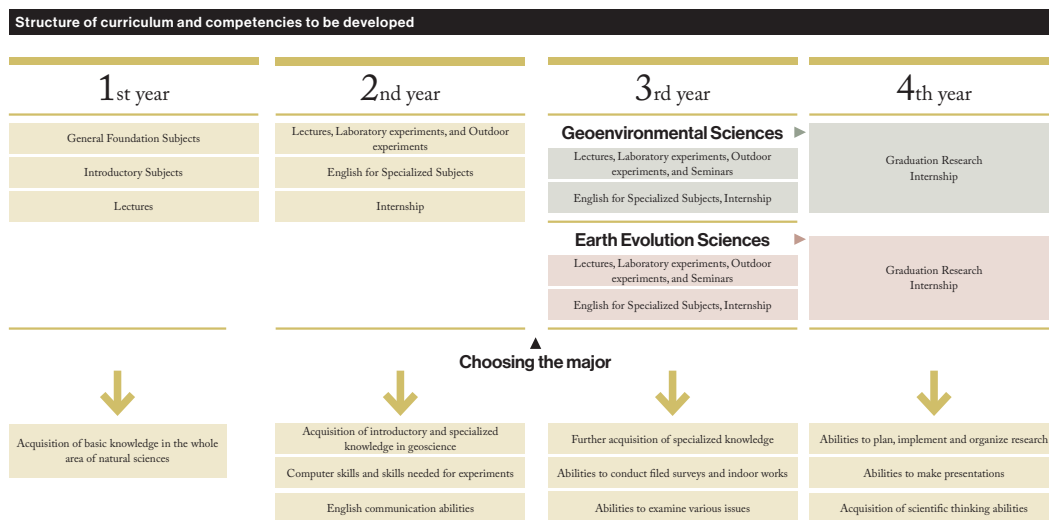 Structure of curriculum and competencies to be developed
1st year
General Foundation Subjects
Introductory Subjects
Lectures
2nd year
Lectures, Laboratory experiments, and Outdoor
experiments
English for Specialized Subjects
Internship
3rd year
Geoenvironmental Sciences
Lectures, Laboratory experiments, Outdoor
experiments, and Seminars
English for Specialized Subjects, Internship
Earth Evolution Sciences
Lectures, Laboratory experiments, Outdoor
experiments, and Seminars
English for Specialized Subjects, Internship
4th year
Graduation Research
Internship
Graduation Research
Internship
Choosing the major
Acquisition of basic knowledge in the whole
area of natural sciences
Acquisition of introductory and specialized
knowledge in geoscience
Computer skills and skills needed for experiments
English communication abilities
Further acquisition of specialized knowledge
Abilities to conduct filed surveys and indoor works
Abilities to examine various issues
Abilities to plan, implement and organize research
Abilities to make presentations
Acquisition of scientific thinking abilities